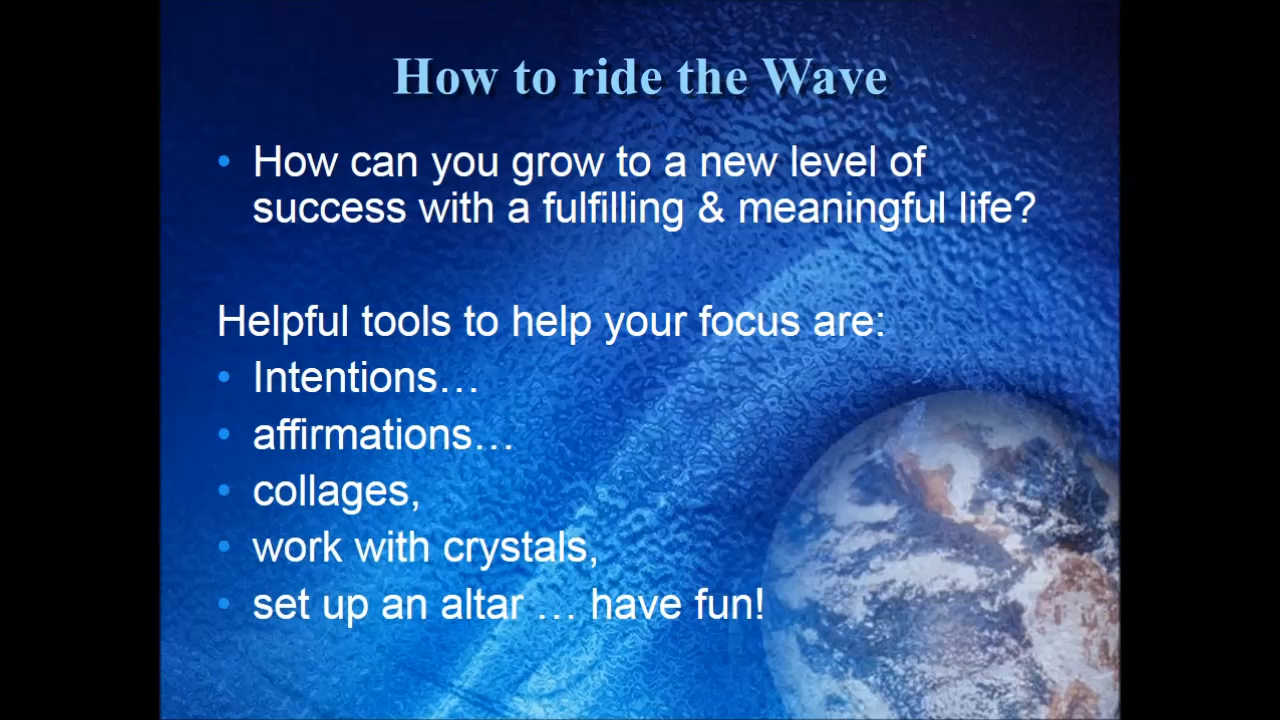 How to ride the Wave
• How can you grow to a new level of
success with a fulfilling & meaningful life?
Helpful tools to help your focus are:
• Intentions…
• affirmations…
• collages,
• work with crystals,
• set up an altar … have fun!